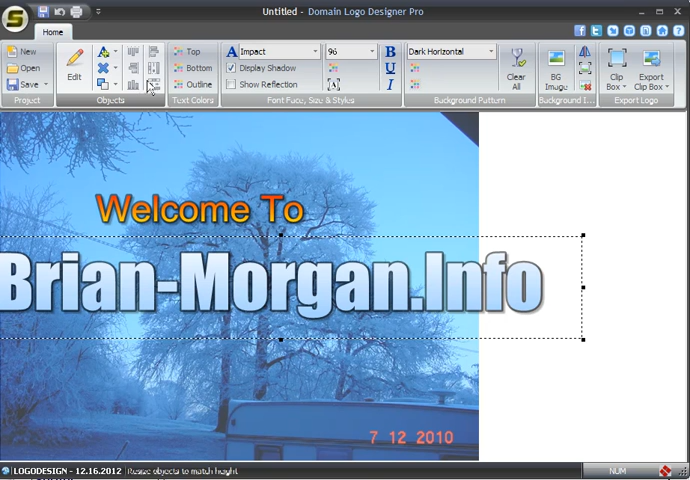 Untitled - Domain Logo Designer Pro
Home
New
Open
Save
Project
Edit
Objects
Top
Bottom
Outline
Text Colors
Impact
96
Display Shadow
Show Reflection
B
U
I
Font Face, Size & Styles
Dark Horizontal
Background Pattern
Clear
All
BG
Image
Background I...
Clip
Box
Export
Clip Box
Export Logo
Welcome To
Brian-Morgan.Info
7 12 2010
LOGODESIGN - 12.16.2012
Resize objects to match height
NUM